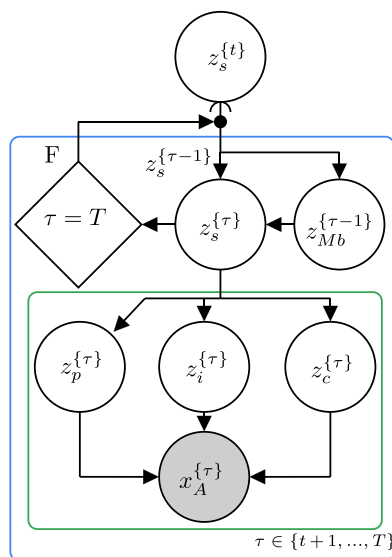 z_s^{t}
F
z_s^{τ−1}
τ = T
z_s^{τ}
z_{Mb}^{τ−1}
z_p^{τ}
z_i^{τ}
z_c^{τ}
x_A^{τ}
τ ∈ {t + 1, ..., T}